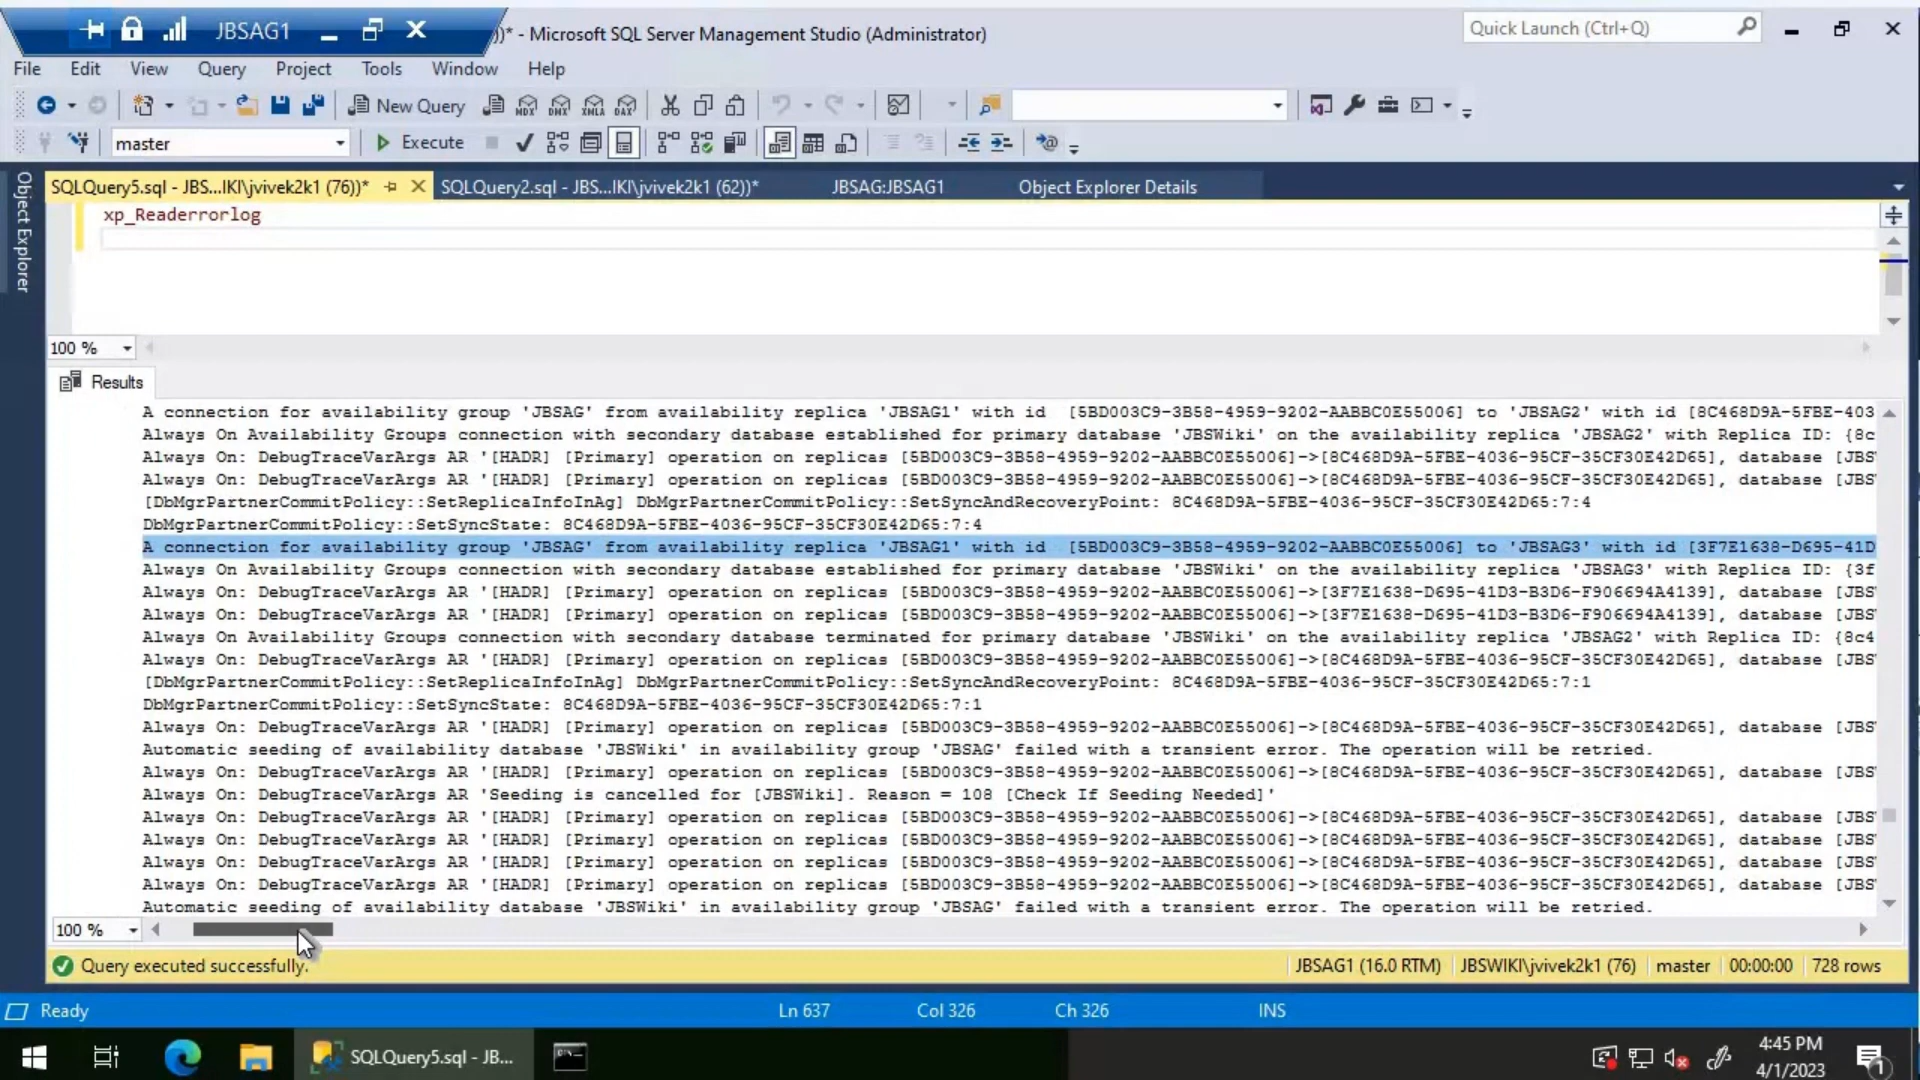 JBSAG1
))* - Microsoft SQL Server Management Studio (Administrator)
Quick Launch (Ctrl+Q)
File Edit View Query Project Tools Window Help
New Query MDX DMX XMLA DAX
master Execute
Object Explorer
SQLQuery5.sql - JBS...IKI\jvivek2k1 (76))* SQLQuery2.sql - JBS...IKI\jvivek2k1 (62))* JBSAG:JBSAG1 Object Explorer Details
xp_Readerrorlog
100 %
Results
A connection for availability group 'JBSAG' from availability replica 'JBSAG1' with id [5BD003C9-3B58-4959-9202-AABBC0E55006] to 'JBSAG2' with id [8C468D9A-5FBE-403
Always On Availability Groups connection with secondary database established for primary database 'JBSWiki' on the availability replica 'JBSAG2' with Replica ID: {8c
Always On: DebugTraceVarArgs AR '[HADR] [Primary] operation on replicas [5BD003C9-3B58-4959-9202-AABBC0E55006]->[8C468D9A-5FBE-4036-95CF-35CF30E42D65], database [JBS
Always On: DebugTraceVarArgs AR '[HADR] [Primary] operation on replicas [5BD003C9-3B58-4959-9202-AABBC0E55006]->[8C468D9A-5FBE-4036-95CF-35CF30E42D65], database [JBS
[DbMgrPartnerCommitPolicy::SetReplicaInfoInAg] DbMgrPartnerCommitPolicy::SetSyncAndRecoveryPoint: 8C468D9A-5FBE-4036-95CF-35CF30E42D65:7:4
DbMgrPartnerCommitPolicy::SetSyncState: 8C468D9A-5FBE-4036-95CF-35CF30E42D65:7:4
A connection for availability group 'JBSAG' from availability replica 'JBSAG1' with id [5BD003C9-3B58-4959-9202-AABBC0E55006] to 'JBSAG3' with id [3F7E1638-D695-41D
Always On Availability Groups connection with secondary database established for primary database 'JBSWiki' on the availability replica 'JBSAG3' with Replica ID: {3f
Always On: DebugTraceVarArgs AR '[HADR] [Primary] operation on replicas [5BD003C9-3B58-4959-9202-AABBC0E55006]->[3F7E1638-D695-41D3-B3D6-F906694A4139], database [JBS
Always On: DebugTraceVarArgs AR '[HADR] [Primary] operation on replicas [5BD003C9-3B58-4959-9202-AABBC0E55006]->[3F7E1638-D695-41D3-B3D6-F906694A4139], database [JBS
Always On Availability Groups connection with secondary database terminated for primary database 'JBSWiki' on the availability replica 'JBSAG2' with Replica ID: {8c4
Always On: DebugTraceVarArgs AR '[HADR] [Primary] operation on replicas [5BD003C9-3B58-4959-9202-AABBC0E55006]->[8C468D9A-5FBE-4036-95CF-35CF30E42D65], database [JBS
[DbMgrPartnerCommitPolicy::SetReplicaInfoInAg] DbMgrPartnerCommitPolicy::SetSyncAndRecoveryPoint: 8C468D9A-5FBE-4036-95CF-35CF30E42D65:7:1
DbMgrPartnerCommitPolicy::SetSyncState: 8C468D9A-5FBE-4036-95CF-35CF30E42D65:7:1
Always On: DebugTraceVarArgs AR '[HADR] [Primary] operation on replicas [5BD003C9-3B58-4959-9202-AABBC0E55006]->[8C468D9A-5FBE-4036-95CF-35CF30E42D65], database [JBS
Automatic seeding of availability database 'JBSWiki' in availability group 'JBSAG' failed with a transient error. The operation will be retried.
Always On: DebugTraceVarArgs AR '[HADR] [Primary] operation on replicas [5BD003C9-3B58-4959-9202-AABBC0E55006]->[8C468D9A-5FBE-4036-95CF-35CF30E42D65], database [JBS
Always On: DebugTraceVarArgs AR 'Seeding is cancelled for [JBSWiki]. Reason = 108 [Check If Seeding Needed]'
Always On: DebugTraceVarArgs AR '[HADR] [Primary] operation on replicas [5BD003C9-3B58-4959-9202-AABBC0E55006]->[8C468D9A-5FBE-4036-95CF-35CF30E42D65], database [JBS
Always On: DebugTraceVarArgs AR '[HADR] [Primary] operation on replicas [5BD003C9-3B58-4959-9202-AABBC0E55006]->[8C468D9A-5FBE-4036-95CF-35CF30E42D65], database [JBS
Always On: DebugTraceVarArgs AR '[HADR] [Primary] operation on replicas [5BD003C9-3B58-4959-9202-AABBC0E55006]->[8C468D9A-5FBE-4036-95CF-35CF30E42D65], database [JBS
Always On: DebugTraceVarArgs AR '[HADR] [Primary] operation on replicas [5BD003C9-3B58-4959-9202-AABBC0E55006]->[8C468D9A-5FBE-4036-95CF-35CF30E42D65], database [JBS
Automatic seeding of availability database 'JBSWiki' in availability group 'JBSAG' failed with a transient error. The operation will be retried.
100 %
Query executed successfully. JBSAG1 (16.0 RTM) JBSWIKI\jvivek2k1 (76) master 00:00:00 728 rows
Ready Ln 637 Col 326 Ch 326 INS
SQLQuery5.sql - JB... 4:45 PM
4/1/2023 1